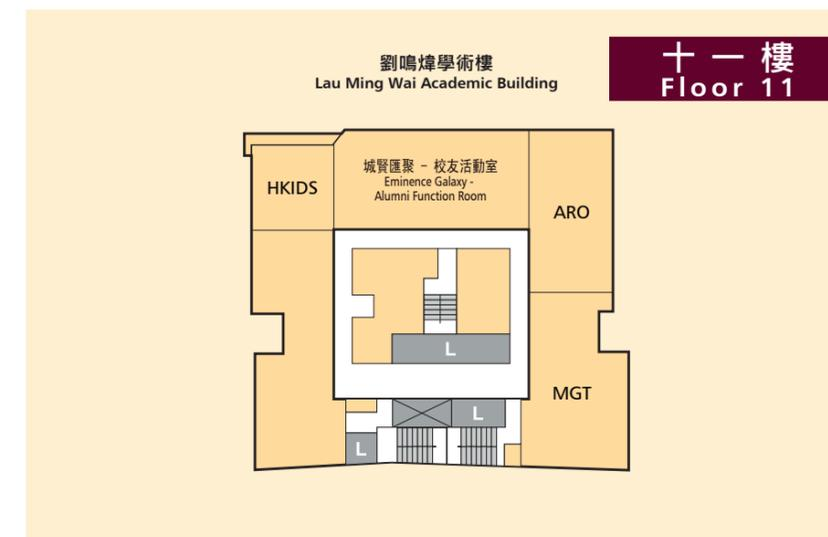 劉鳴煒學術樓
Lau Ming Wai Academic Building
十一樓
Floor 11
HKIDS
城賢匯聚 - 校友活動室
Eminence Galaxy -
Alumni Function Room
ARO
L
MGT
L
L